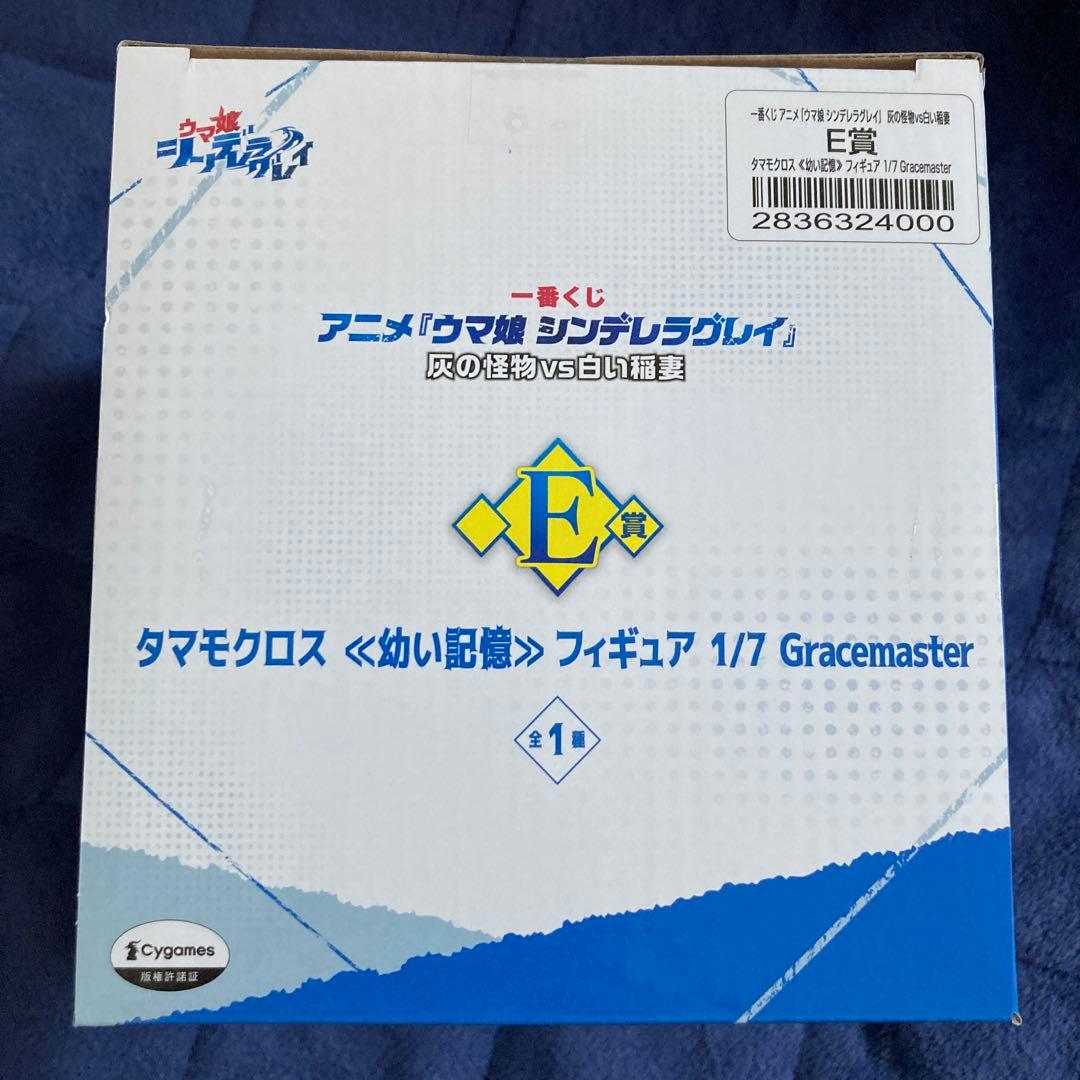 ウマ娘
シンデレラグレイ
一番くじ アニメ「ウマ娘 シンデレラグレイ」 灰の怪物vs白い稲妻
E賞
タマモクロス ≪幼い記憶≫ フィギュア 1/7 Gracemaster
2836324000
一番くじ
アニメ『ウマ娘 シンデレラグレイ』
灰の怪物vs白い稲妻
E賞
タマモクロス ≪幼い記憶≫ フィギュア 1/7 Gracemaster
全1種
Cygames
版権許諾証